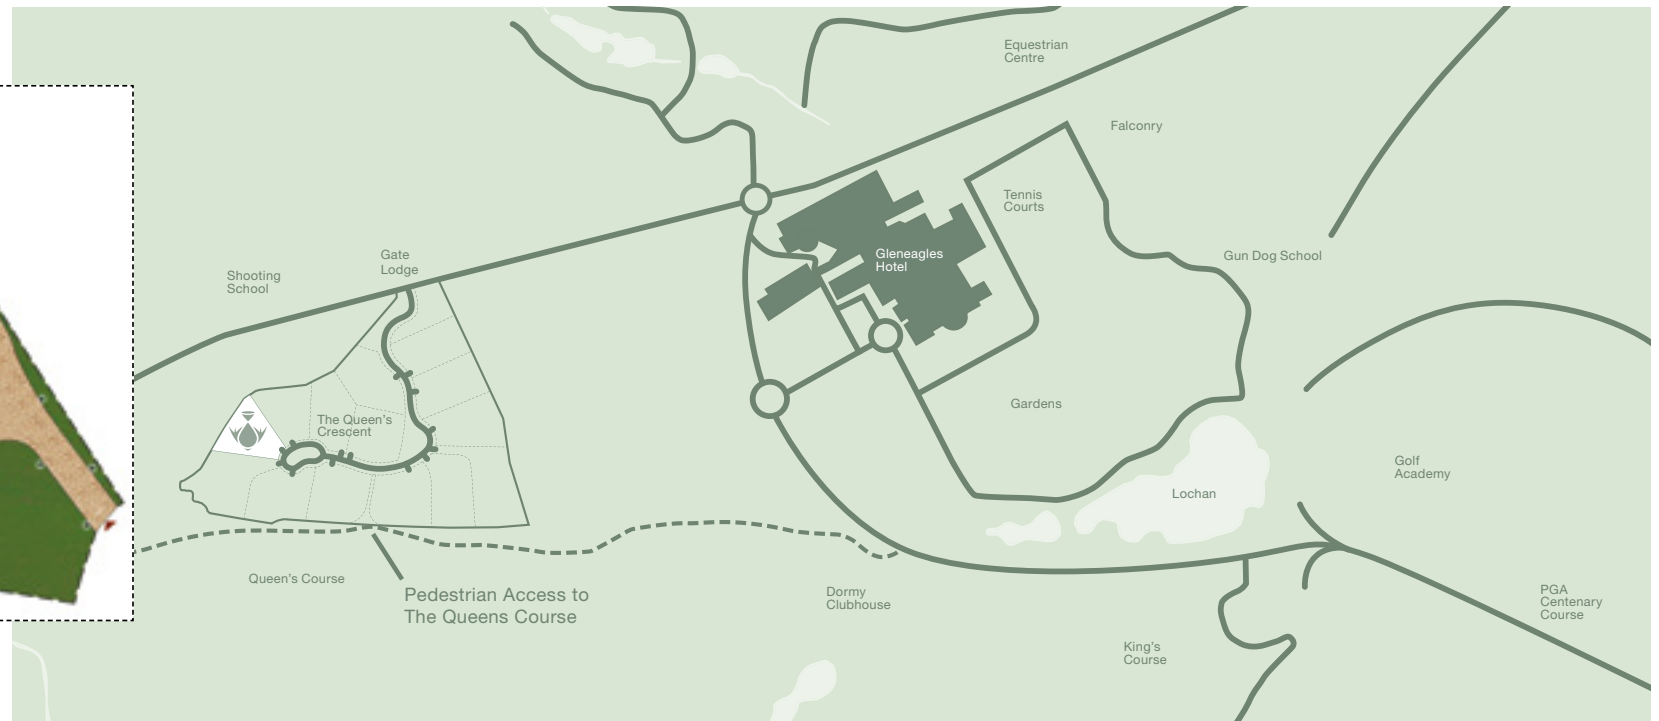 Equestrian
Centre
Falconry
Tennis
Courts
Gate
Lodge
Gleneagles
Hotel
Gun Dog School
Shooting
School
The Queen's
Crescent
Gardens
Golf
Academy
Lochan
Queen's Course
Pedestrian Access to
The Queens Course
Dormy
Clubhouse
PGA
Centenary
Course
King's
Course